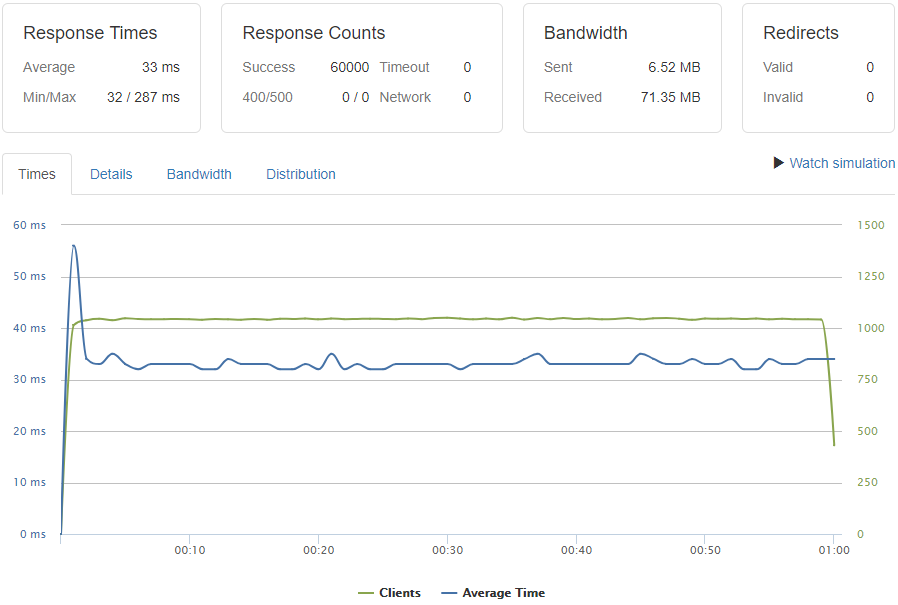 Response Times
Average 33 ms
Min/Max 32 / 287 ms
Response Counts
Success 60000 Timeout 0
400/500 0 / 0 Network 0
Bandwidth
Sent 6.52 MB
Received 71.35 MB
Redirects
Valid 0
Invalid 0
Times Details Bandwidth Distribution
Watch simulation
60 ms 1500
50 ms 1250
40 ms 1000
30 ms 750
20 ms 500
10 ms 250
0 ms 0
00:10 00:20 00:30 00:40 00:50 01:00
Clients Average Time